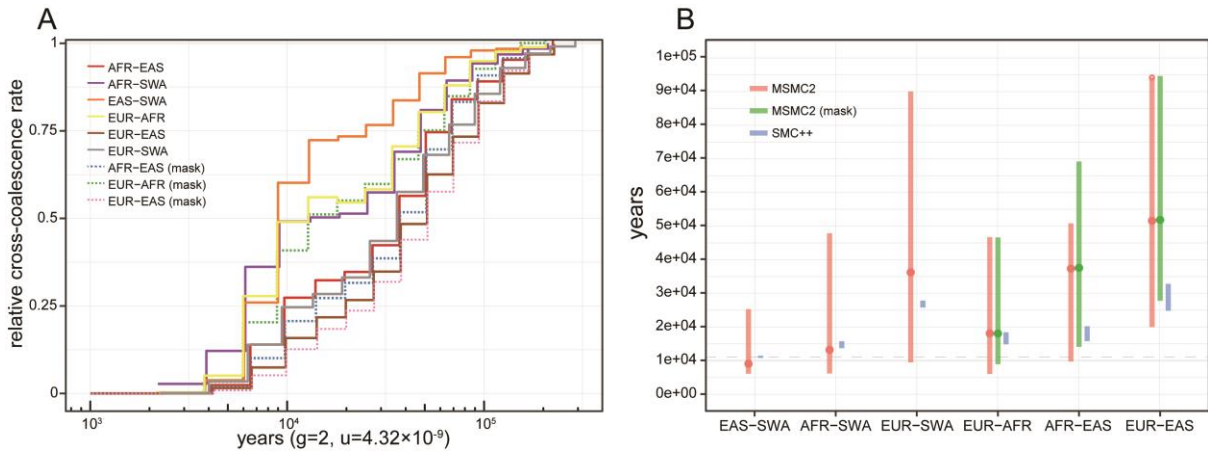 A
relative cross-coalescence rate
1
0.75
0.5
0.25
0
AFR-EAS
AFR-SWA
EAS-SWA
EUR-AFR
EUR-EAS
EUR-SWA
AFR-EAS (mask)
EUR-AFR (mask)
EUR-EAS (mask)
10³ 10⁴ 10⁵
years (g=2, u=4.32×10⁻⁹)
B
years
1e+05
9e+04
8e+04
7e+04
6e+04
5e+04
4e+04
3e+04
2e+04
1e+04
0e+00
MSMC2
MSMC2 (mask)
SMC++
EAS-SWA AFR-SWA EUR-SWA EUR-AFR AFR-EAS EUR-EAS